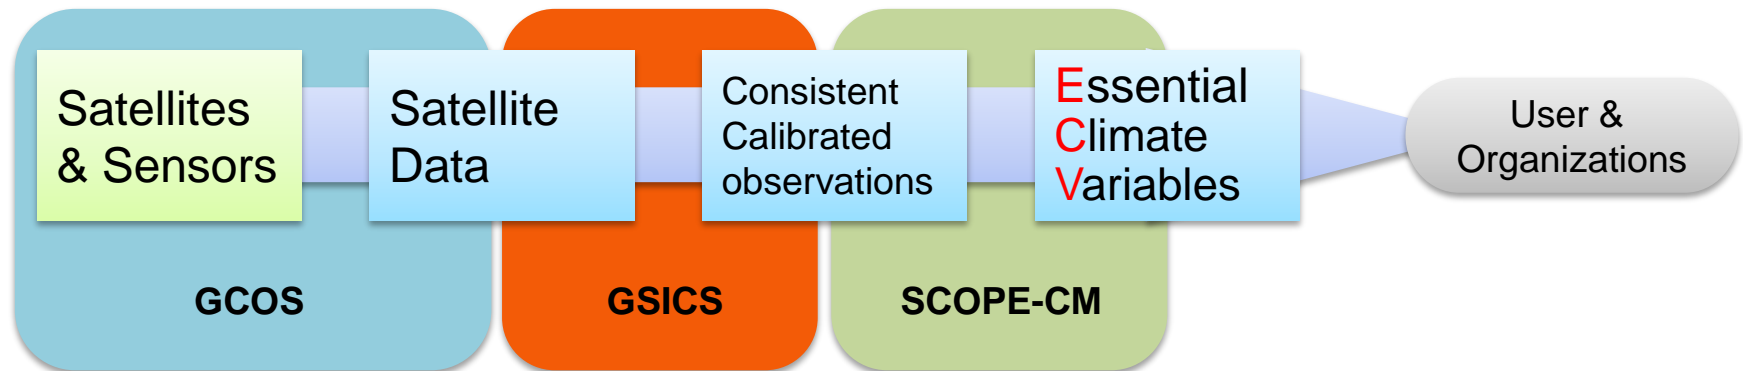 Satellites
& Sensors
Satellite
Data
Consistent
Calibrated
observations
Essential
Climate
Variables
User &
Organizations
GCOS
GSICS
SCOPE-CM